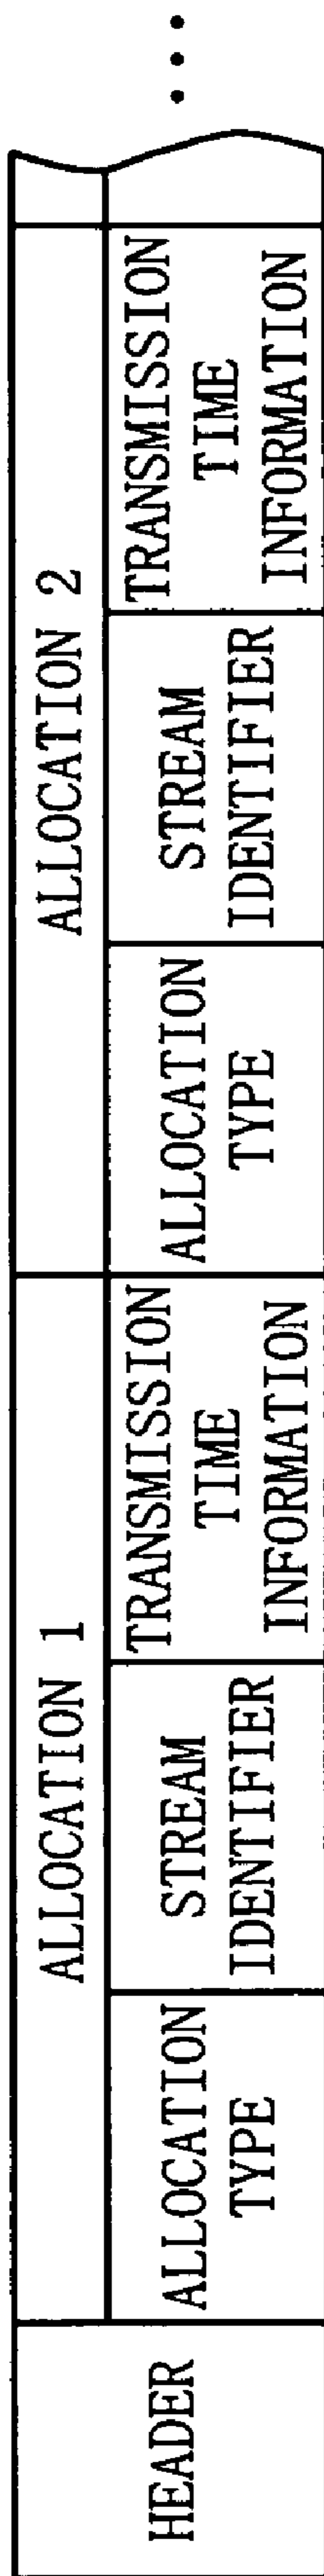 HEADER
ALLOCATION 1
ALLOCATION
TYPE
STREAM
IDENTIFIER
TRANSMISSION
TIME
INFORMATION
ALLOCATION 2
ALLOCATION
TYPE
STREAM
IDENTIFIER
TRANSMISSION
TIME
INFORMATION
...